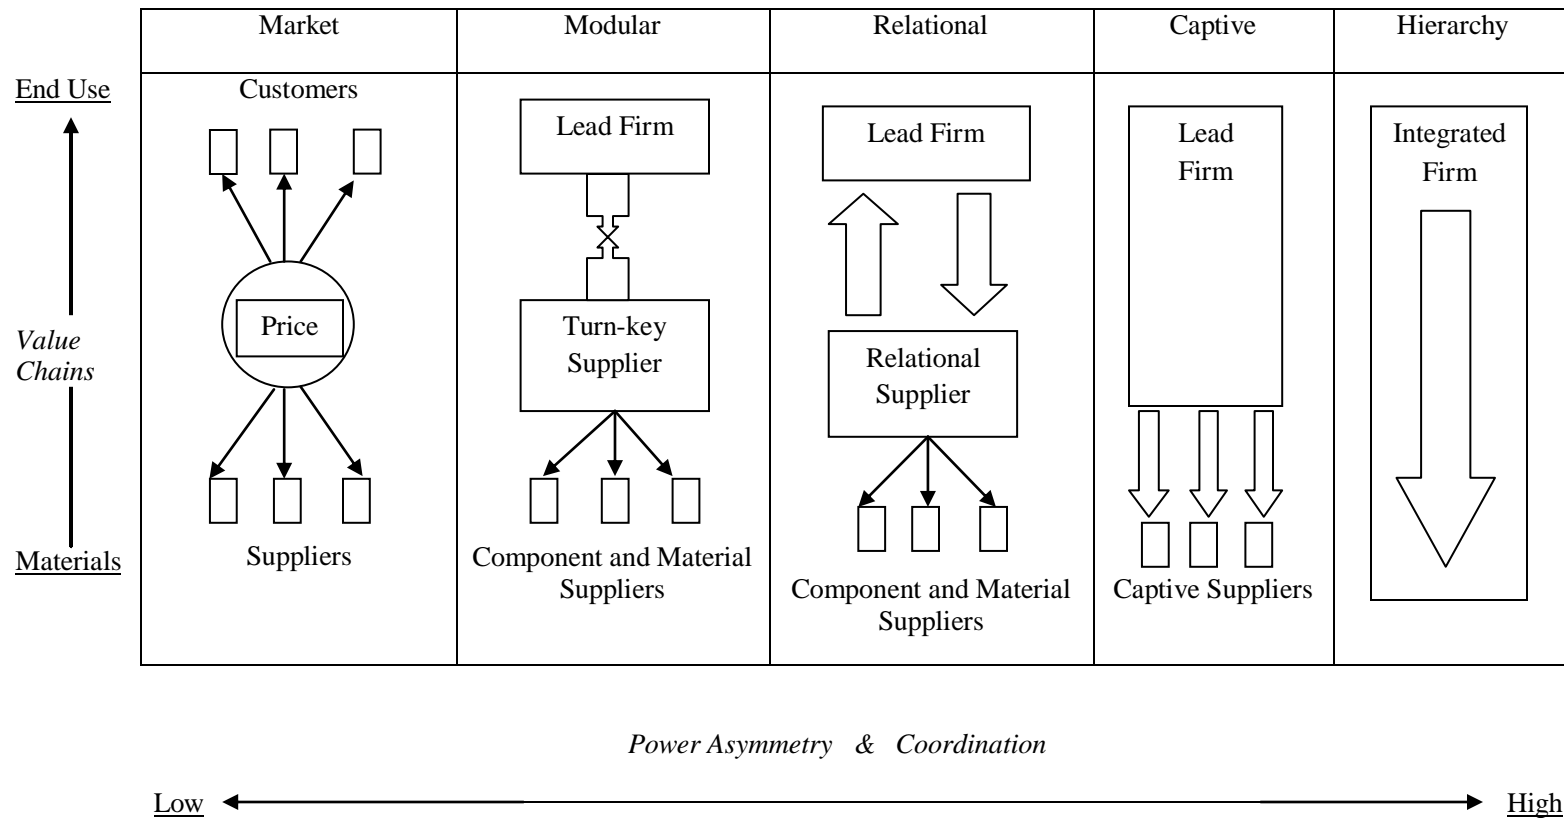 Market
Modular
Relational
Captive
Hierarchy
End Use
Value
Chains
Materials
Customers
Price
Suppliers
Lead Firm
Turn-key
Supplier
Component and Material
Suppliers
Lead Firm
Relational
Supplier
Component and Material
Suppliers
Lead
Firm
Captive Suppliers
Integrated
Firm
Power Asymmetry & Coordination
Low
High